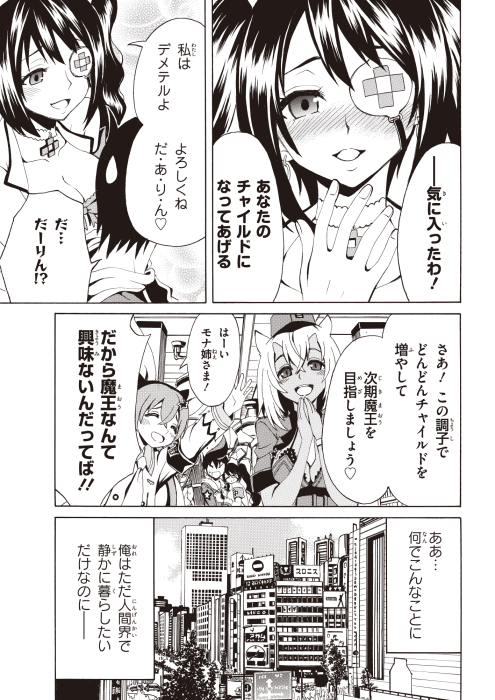 ――気に入ったわ！
あなたの
チャイルドに
なってあげる
私は
デメテルよ
よろしくね
だ・あ・り・ん♡
だ…
だーりん!?
さあ！この調子で
どんどんチャイルドを
増やして
次期魔王を
目指しましょう♡
はーい
モナ姉さま！
だから魔王なんて
興味ないんだってば!!
ああ…
何でこんなことに
俺はただ人間界で
静かに暮らしたい
だけなのに――
スロニス
アコム